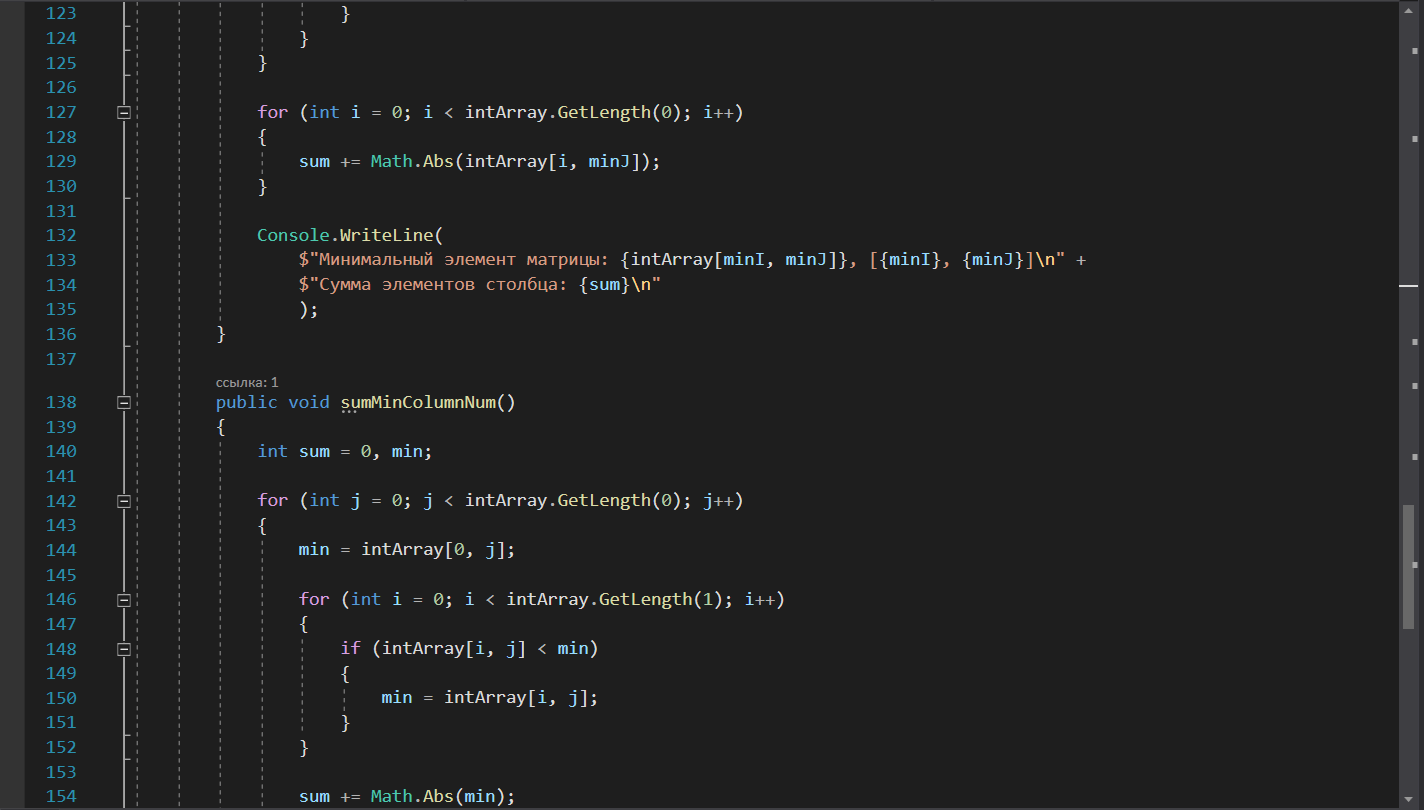 123                 }
124             }
125         }
126
127         for (int i = 0; i < intArray.GetLength(0); i++)
128         {
129             sum += Math.Abs(intArray[i, minJ]);
130         }
131
132         Console.WriteLine(
133             $"Минимальный элемент матрицы: {intArray[minI, minJ]}, [{minI}, {minJ}]\n" +
134             $"Сумма элементов столбца: {sum}\n"
135             );
136     }
137
ссылка: 1
138     public void sumMinColumnNum()
139     {
140         int sum = 0, min;
141
142         for (int j = 0; j < intArray.GetLength(0); j++)
143         {
144             min = intArray[0, j];
145
146             for (int i = 0; i < intArray.GetLength(1); i++)
147             {
148                 if (intArray[i, j] < min)
149                 {
150                     min = intArray[i, j];
151                 }
152             }
153
154             sum += Math.Abs(min);